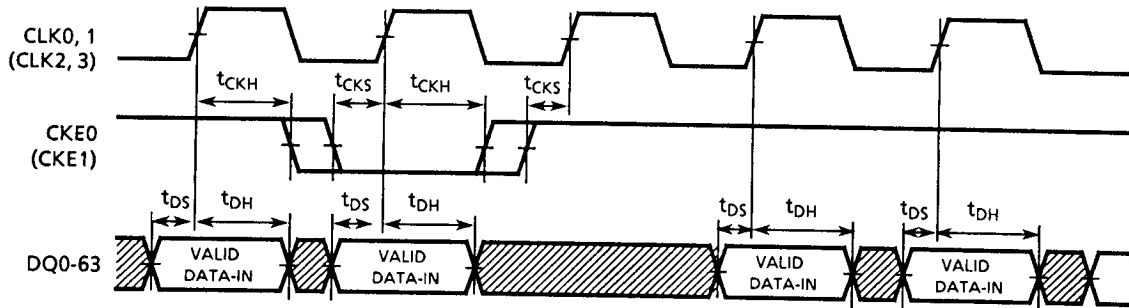 CLK0, 1
(CLK2, 3)
tCKH
tCKS
tCKH
tCKS
CKE0
(CKE1)
tDS
tDH
tDS
tDH
tDS
tDH
tDS
tDH
DQ0-63
VALID
DATA-IN
VALID
DATA-IN
VALID
DATA-IN
VALID
DATA-IN